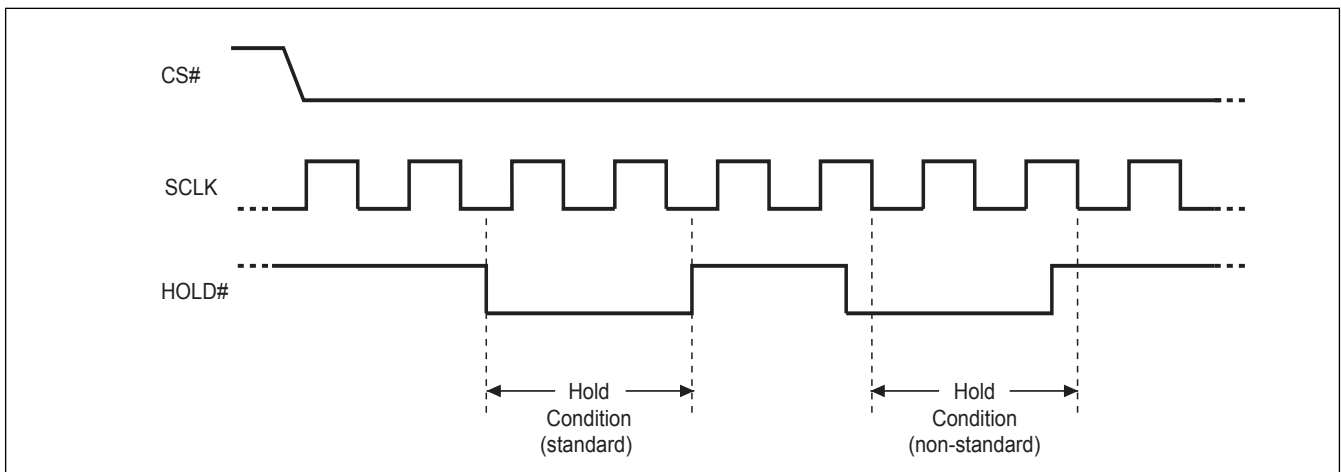 CS#
SCLK
HOLD#
Hold
Condition
(standard)
Hold
Condition
(non-standard)